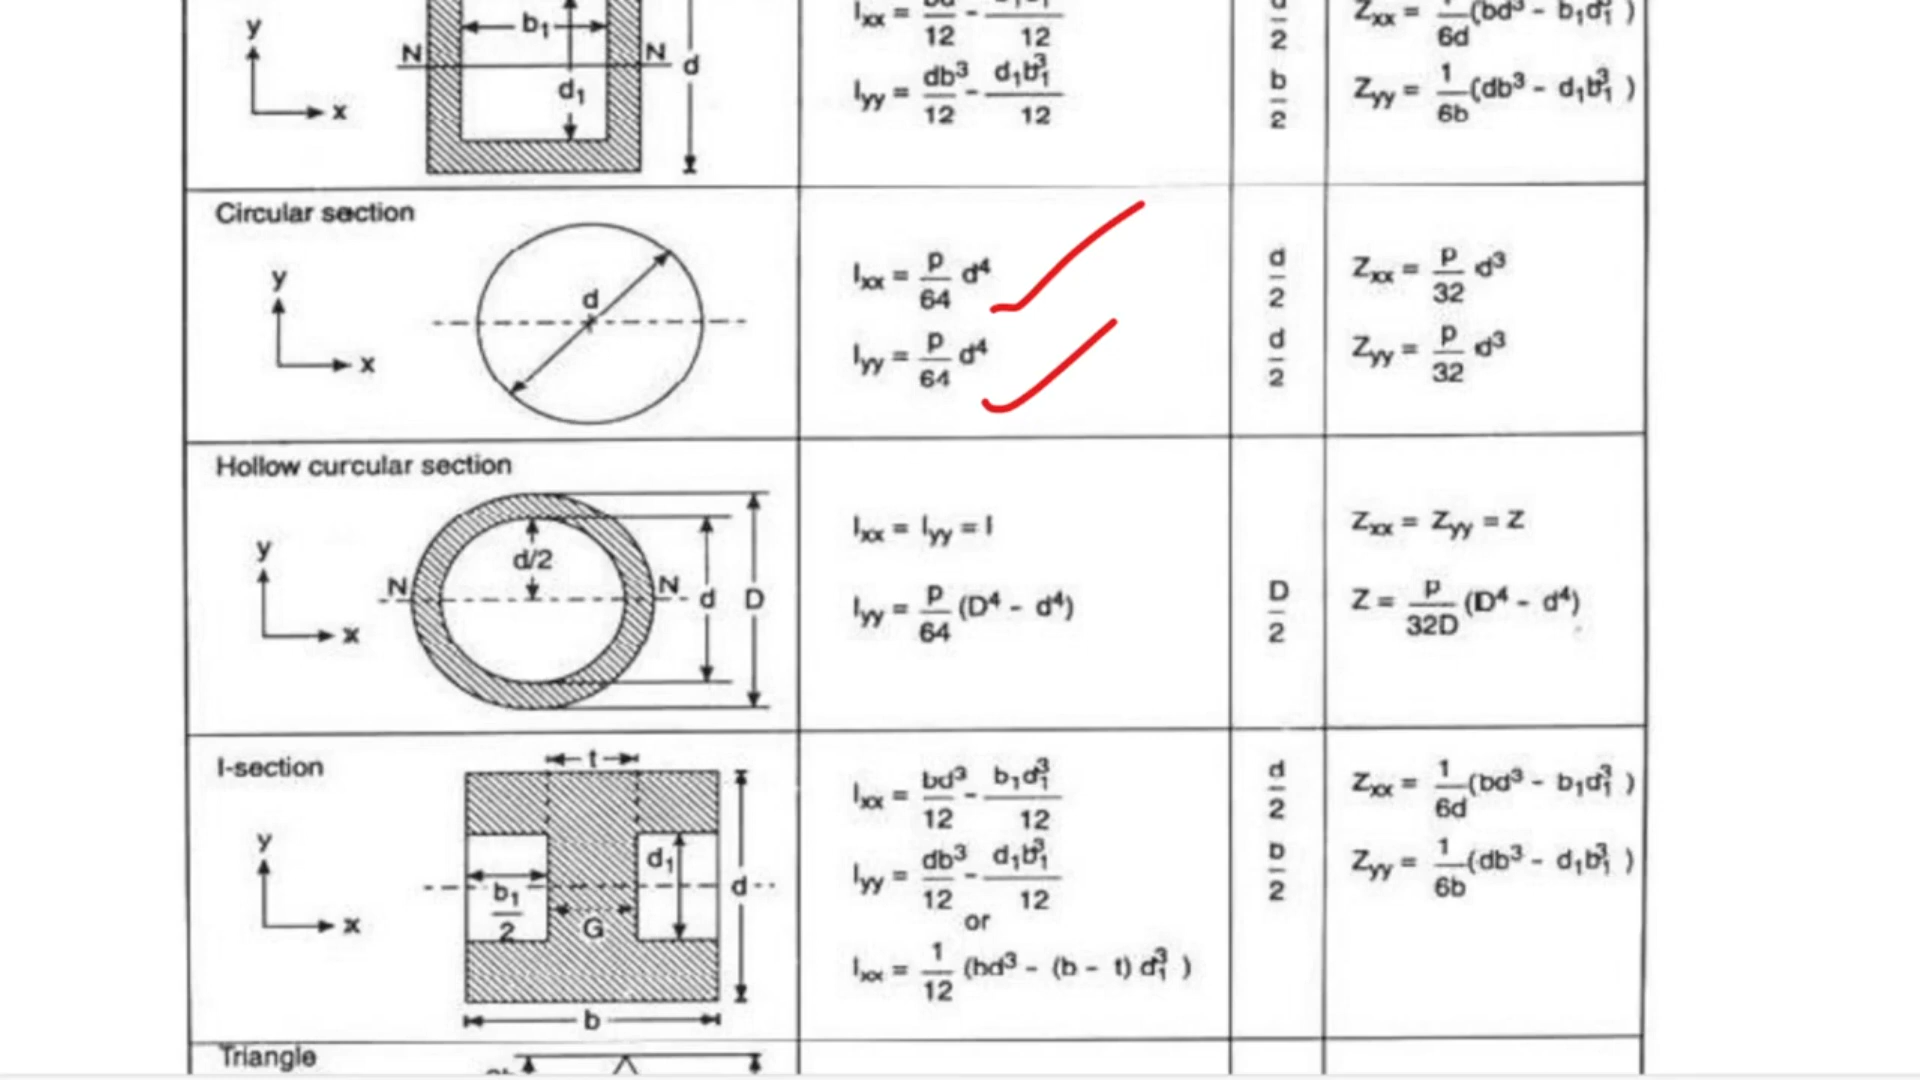 y
x
N
b₁
N
d
d₁
Iₓₓ = bd³/12 - b₁d₁³/12
d/2
Zₓₓ = 1/6d (bd³ - b₁d₁³)
Iyy = db³/12 - d₁b₁³/12
b/2
Zyy = 1/6b (db³ - d₁b₁³)
Circular section
y
x
d
Iₓₓ = p/64 d⁴
d/2
Zₓₓ = p/32 d³
Iyy = p/64 d⁴
d/2
Zyy = p/32 d³
Hollow curcular section
y
x
N
d/2
N
d
D
Iₓₓ = Iyy = I
Zₓₓ = Zyy = Z
Iyy = p/64 (D⁴ - d⁴)
D/2
Z = p/32D (D⁴ - d⁴)
I-section
t
y
x
b₁/2
G
d₁
d
b
Iₓₓ = bd³/12 - b₁d₁³/12
d/2
Zₓₓ = 1/6d (bd³ - b₁d₁³)
Iyy = db³/12 - d₁b₁³/12
b/2
Zyy = 1/6b (db³ - d₁b₁³)
or
Iₓₓ = 1/12 (bd³ - (b - t) d₁³)
Triangle